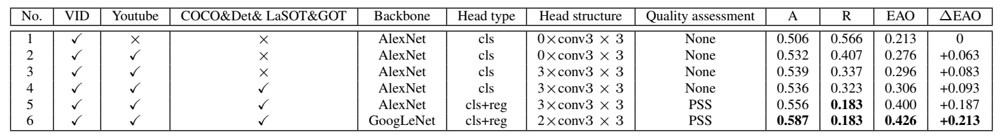 No. VID Youtube COCO&Det& LaSOT&GOT Backbone Head type Head structure Quality assessment A R EAO ΔEAO
1 ✓ × × AlexNet cls 0×conv3 × 3 None 0.506 0.566 0.213 0
2 ✓ ✓ × AlexNet cls 0×conv3 × 3 None 0.532 0.407 0.276 +0.063
3 ✓ ✓ × AlexNet cls 3×conv3 × 3 None 0.539 0.337 0.296 +0.083
4 ✓ ✓ ✓ AlexNet cls 3×conv3 × 3 None 0.536 0.323 0.306 +0.093
5 ✓ ✓ ✓ AlexNet cls+reg 3×conv3 × 3 PSS 0.556 0.183 0.400 +0.187
6 ✓ ✓ ✓ GoogLeNet cls+reg 2×conv3 × 3 PSS 0.587 0.183 0.426 +0.213